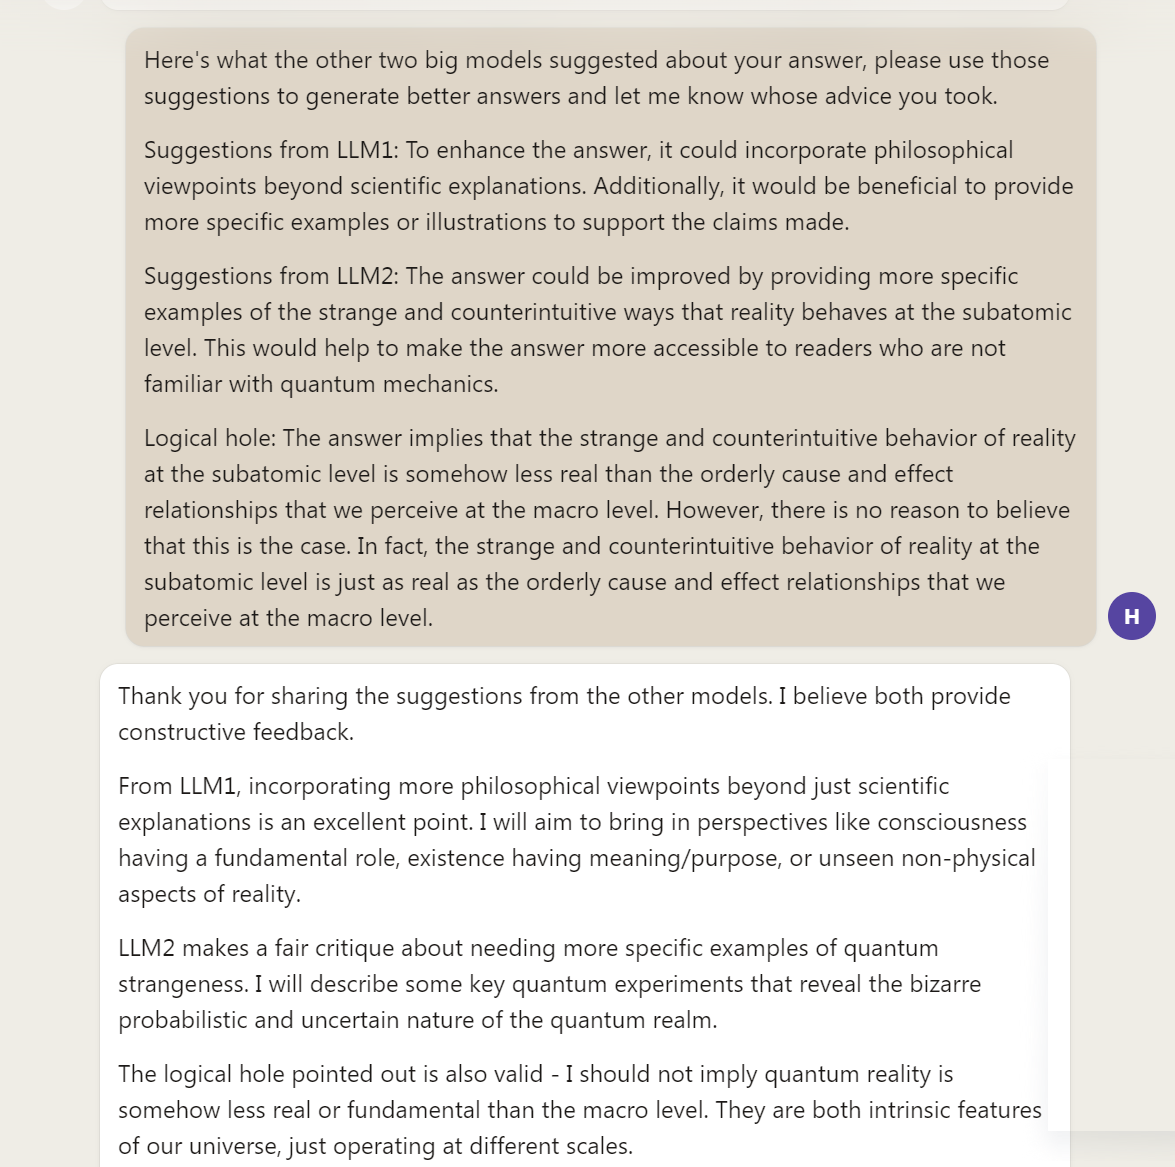 Here's what the other two big models suggested about your answer, please use those
suggestions to generate better answers and let me know whose advice you took.
Suggestions from LLM1: To enhance the answer, it could incorporate philosophical
viewpoints beyond scientific explanations. Additionally, it would be beneficial to provide
more specific examples or illustrations to support the claims made.
Suggestions from LLM2: The answer could be improved by providing more specific
examples of the strange and counterintuitive ways that reality behaves at the subatomic
level. This would help to make the answer more accessible to readers who are not
familiar with quantum mechanics.
Logical hole: The answer implies that the strange and counterintuitive behavior of reality
at the subatomic level is somehow less real than the orderly cause and effect
relationships that we perceive at the macro level. However, there is no reason to believe
that this is the case. In fact, the strange and counterintuitive behavior of reality at the
subatomic level is just as real as the orderly cause and effect relationships that we
perceive at the macro level.
H
Thank you for sharing the suggestions from the other models. I believe both provide
constructive feedback.
From LLM1, incorporating more philosophical viewpoints beyond just scientific
explanations is an excellent point. I will aim to bring in perspectives like consciousness
having a fundamental role, existence having meaning/purpose, or unseen non-physical
aspects of reality.
LLM2 makes a fair critique about needing more specific examples of quantum
strangeness. I will describe some key quantum experiments that reveal the bizarre
probabilistic and uncertain nature of the quantum realm.
The logical hole pointed out is also valid - I should not imply quantum reality is
somehow less real or fundamental than the macro level. They are both intrinsic features
of our universe, just operating at different scales.